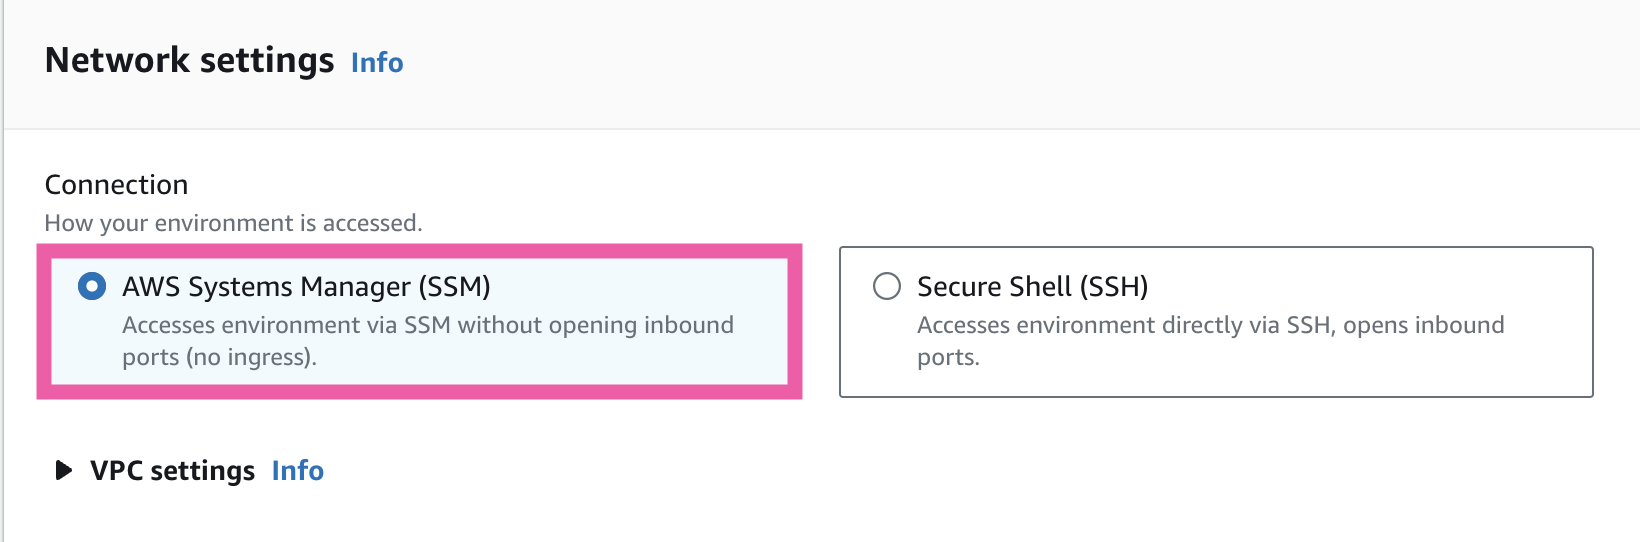 Network settings Info
Connection
How your environment is accessed.
AWS Systems Manager (SSM)
Accesses environment via SSM without opening inbound
ports (no ingress).
Secure Shell (SSH)
Accesses environment directly via SSH, opens inbound
ports.
VPC settings Info